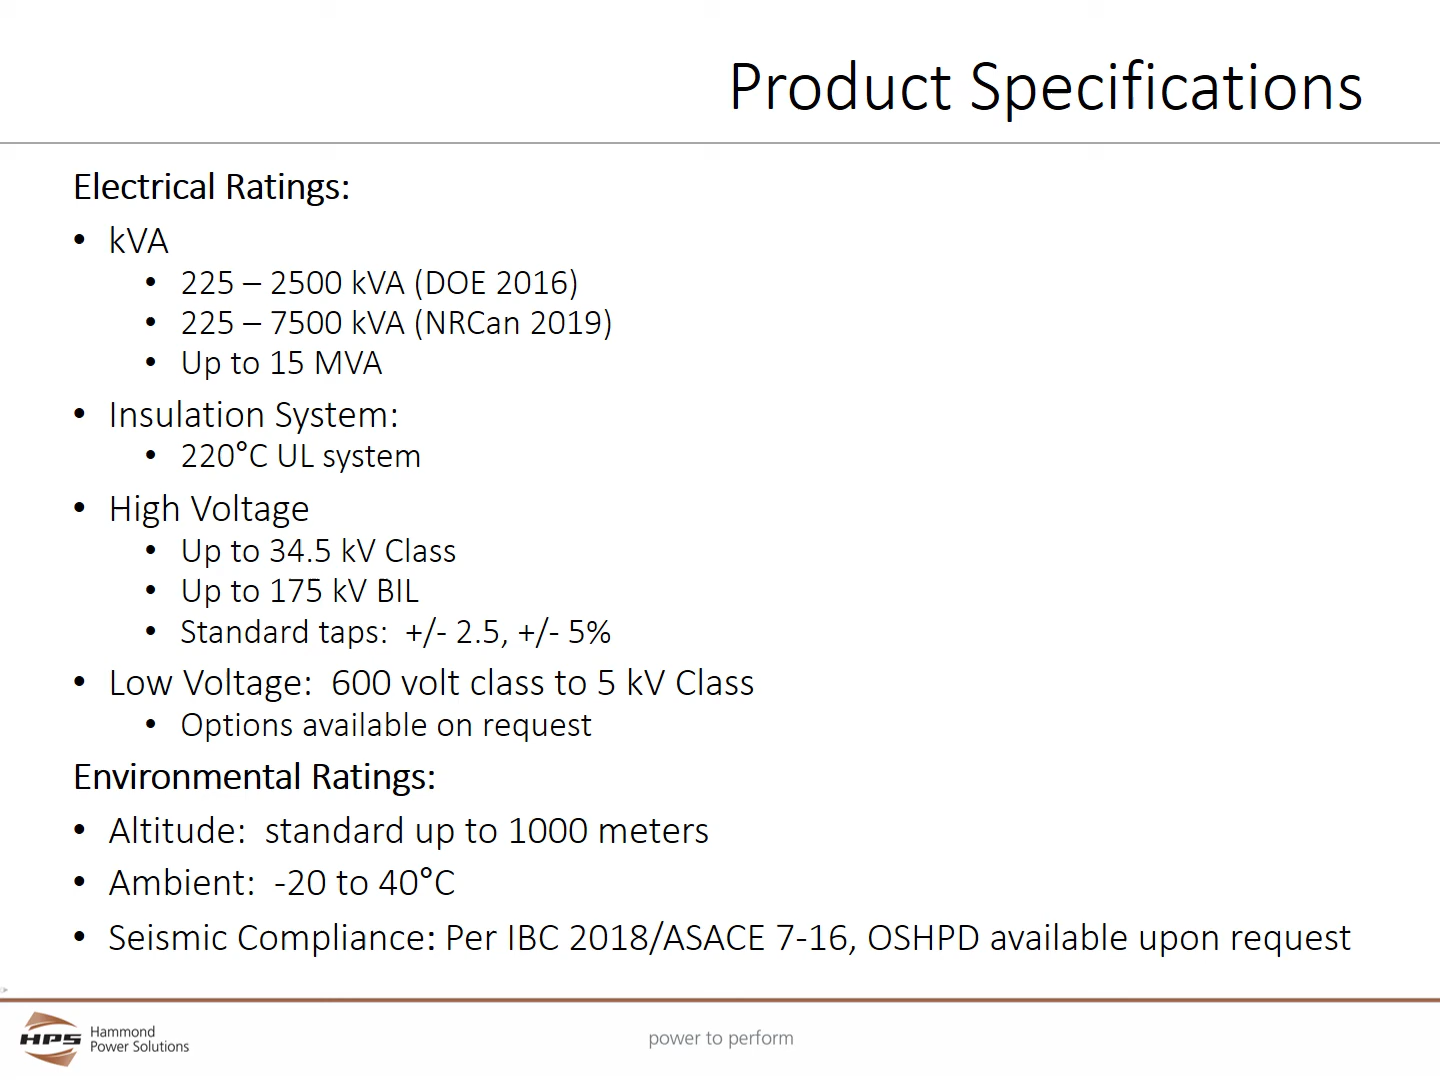 Product Specifications
Electrical Ratings:
• kVA
• 225 – 2500 kVA (DOE 2016)
• 225 – 7500 kVA (NRCan 2019)
• Up to 15 MVA
• Insulation System:
• 220°C UL system
• High Voltage
• Up to 34.5 kV Class
• Up to 175 kV BIL
• Standard taps:  +/- 2.5, +/- 5%
• Low Voltage:  600 volt class to 5 kV Class
• Options available on request
Environmental Ratings:
• Altitude:  standard up to 1000 meters
• Ambient:  -20 to 40°C
• Seismic Compliance: Per IBC 2018/ASACE 7-16, OSHPD available upon request
HPS
Hammond
Power Solutions
power to perform